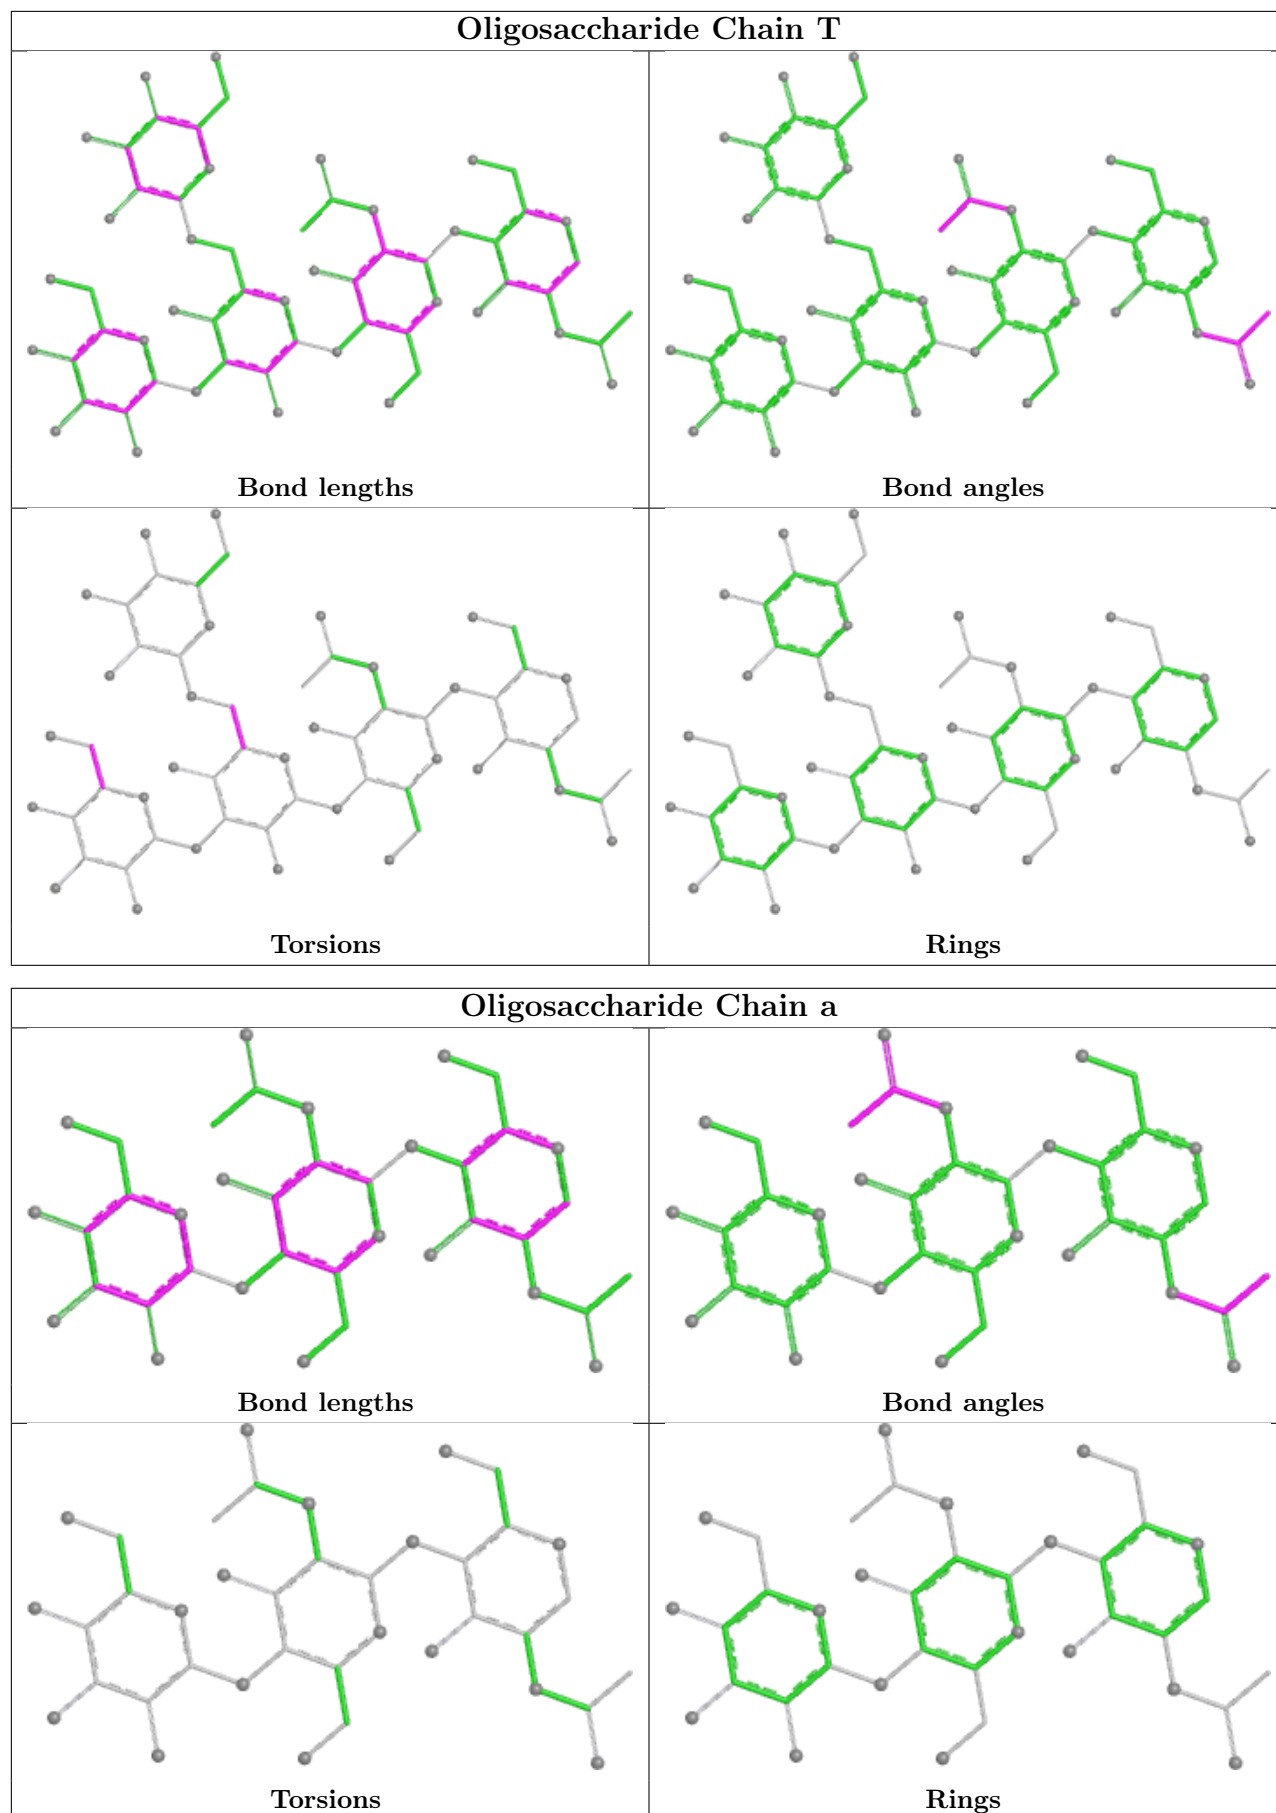 Oligosaccharide Chain T
Bond lengths
Bond angles
Torsions
Rings
Oligosaccharide Chain a
Bond lengths
Bond angles
Torsions
Rings